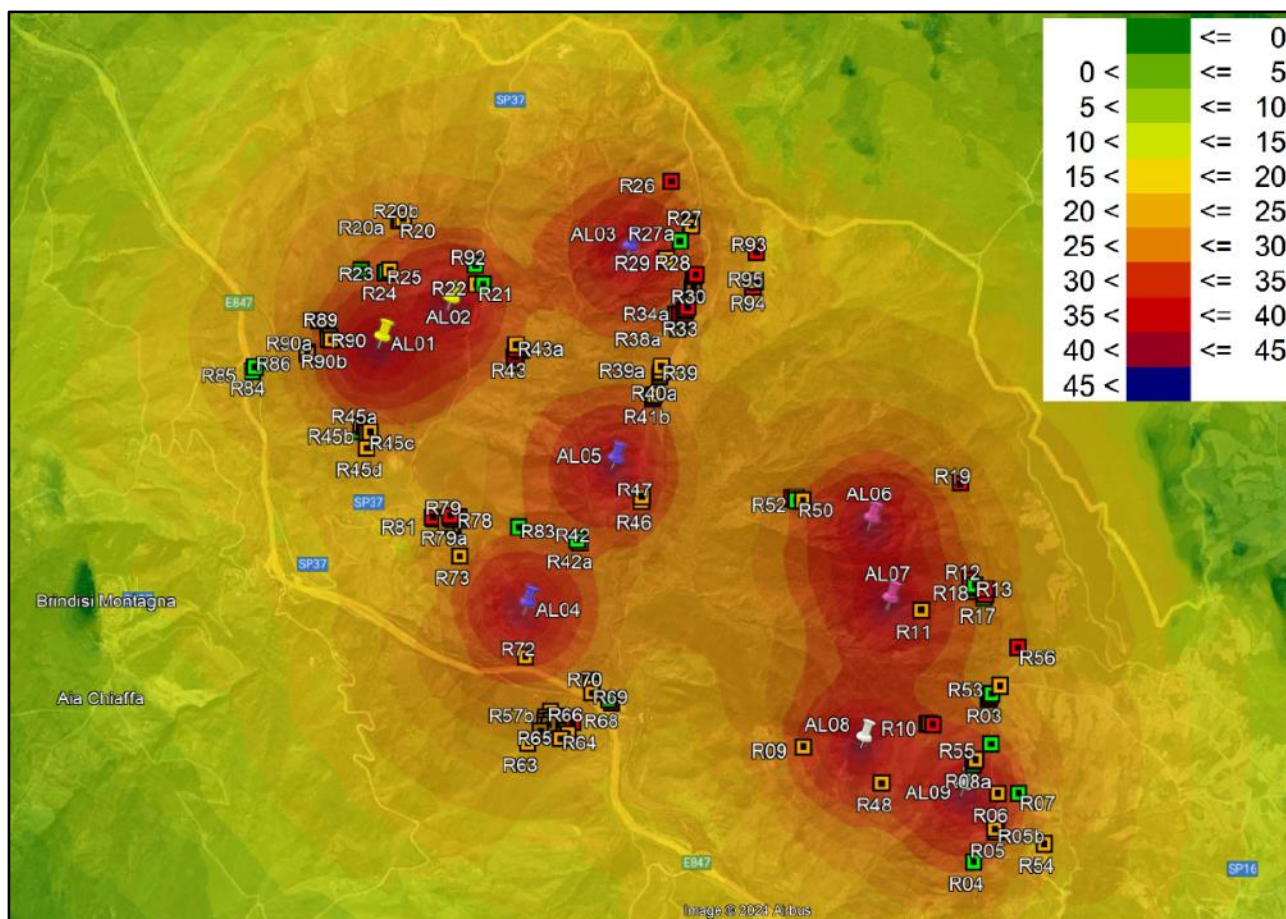 <= 0
0 < <= 5
5 < <= 10
10 < <= 15
15 < <= 20
20 < <= 25
25 < <= 30
30 < <= 35
35 < <= 40
40 < <= 45
45 <
SP37
R26
R20b
R20a R20
R27
AL03 R27a
R93
R92
R29 R28
R23 R25
R24
R22 R21
R95
R30
R94
E847
AL02
R34a
R89
R33
R90 AL01
R38a
R90a
R43a
R90b
R86
R43
R39a R39
R85
R84
R40a
R41b
R45a
R45b R45c
AL05
R45d
R19
R47
SP37
R52 R50
AL06
R46
R79 R78
R81
R83 R42
R79a
R42a
R73
SP37
AL07 R12
R18 R13
Brindisi Montagna
AL04
R17
R11
R72
R56
R70
R69
R53
Aia Chiaffa
R57b R66
R68
R03
AL08 R10
R65 R64
R09
R55
R63
R08a
AL09 R07
R48
R06
R05b
R05
R54
E847
R04
SP16
Image © 2024 Airbus